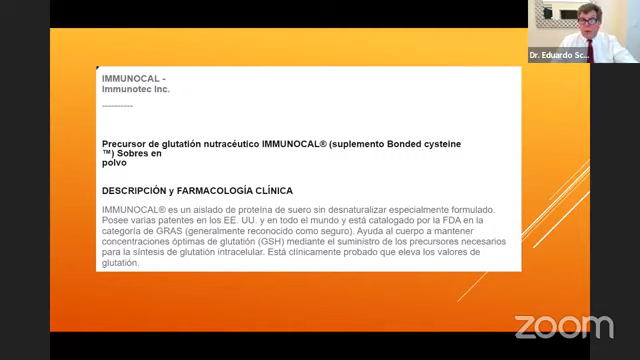 IMMUNOCAL -
Immunotec Inc.
----------
Precursor de glutatión nutracéutico IMMUNOCAL® (suplemento Bonded cysteine
™) Sobres en
polvo
DESCRIPCIÓN y FARMACOLOGÍA CLÍNICA
IMMUNOCAL® es un aislado de proteína de suero sin desnaturalizar especialmente formulado.
Posee varias patentes en los EE. UU. y en todo el mundo y está catalogado por la FDA en la
categoría de GRAS (generalmente reconocido como seguro). Ayuda al cuerpo a mantener
concentraciones óptimas de glutatión (GSH) mediante el suministro de los precursores necesarios
para la síntesis de glutatión intracelular. Está clínicamente probado que eleva los valores de
glutatión.
Dr. Eduardo Sc...
zoom